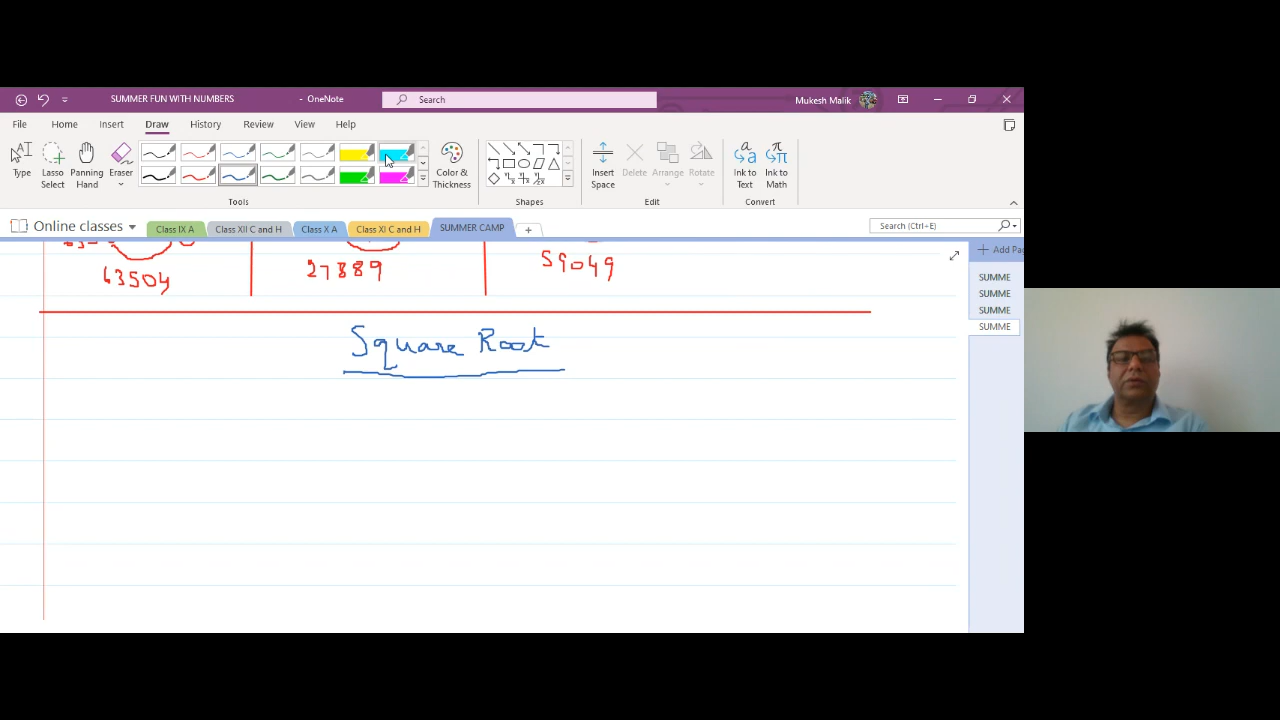 SUMMER FUN WITH NUMBERS - OneNote Search Mukesh Malik
File Home Insert Draw History Review View Help
Type Lasso Select Panning Hand Eraser Color & Thickness Insert Space Delete Arrange Rotate Ink to Text Ink to Math
Tools Shapes Edit Convert
Online classes Class IX A Class XII C and H Class X A Class XI C and H SUMMER CAMP + Search (Ctrl+E)
Add Pa
63504 27889 59049
SUMME
SUMME
SUMME
SUMME
Square Root